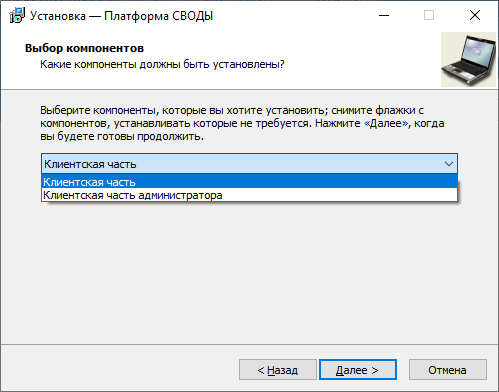 Установка — Платформа СВОДЫ
Выбор компонентов
Какие компоненты должны быть установлены?
Выберите компоненты, которые вы хотите установить; снимите флажки с
компонентов, устанавливать которые не требуется. Нажмите «Далее», когда
вы будете готовы продолжить.
Клиентская часть
Клиентская часть
Клиентская часть администратора
< Назад
Далее >
Отмена